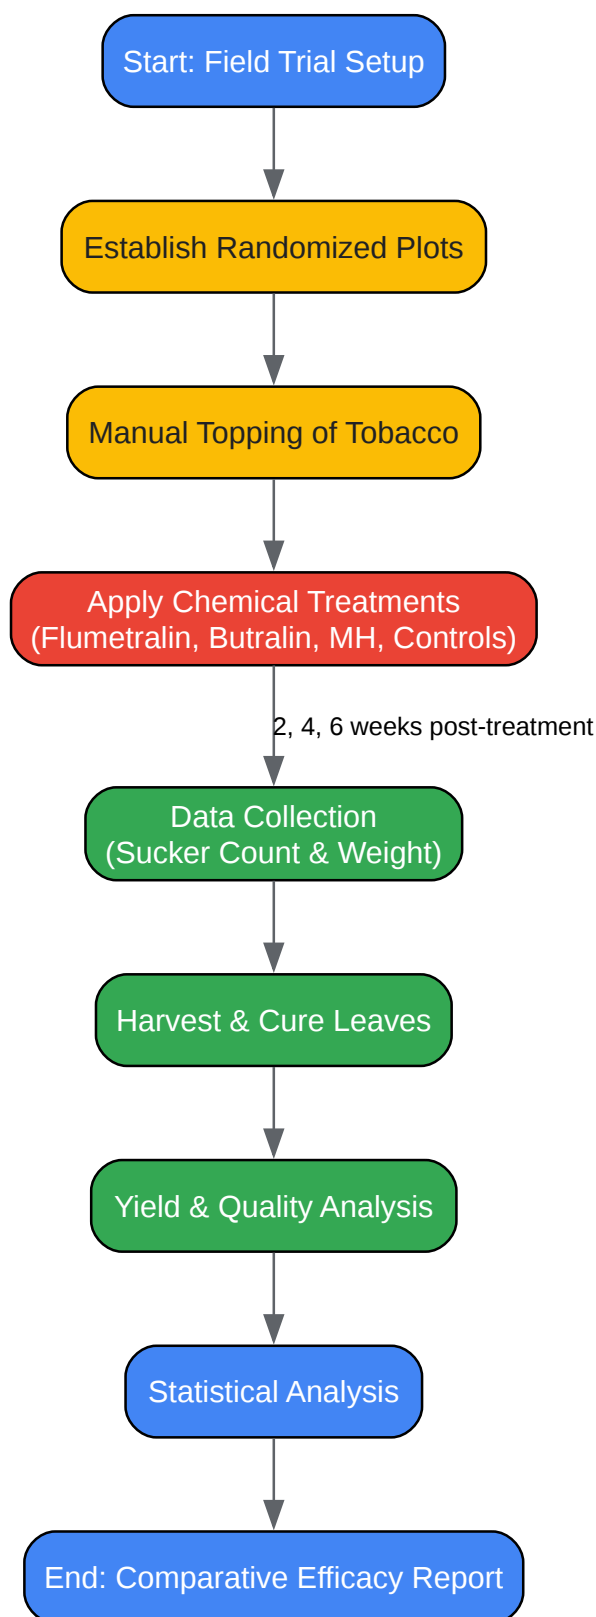 Start: Field Trial Setup
Establish Randomized Plots
Manual Topping of Tobacco
Apply Chemical Treatments
(Flumetralin, Butralin, MH, Controls)
2, 4, 6 weeks post-treatment
Data Collection
(Sucker Count & Weight)
Harvest & Cure Leaves
Yield & Quality Analysis
Statistical Analysis
End: Comparative Efficacy Report